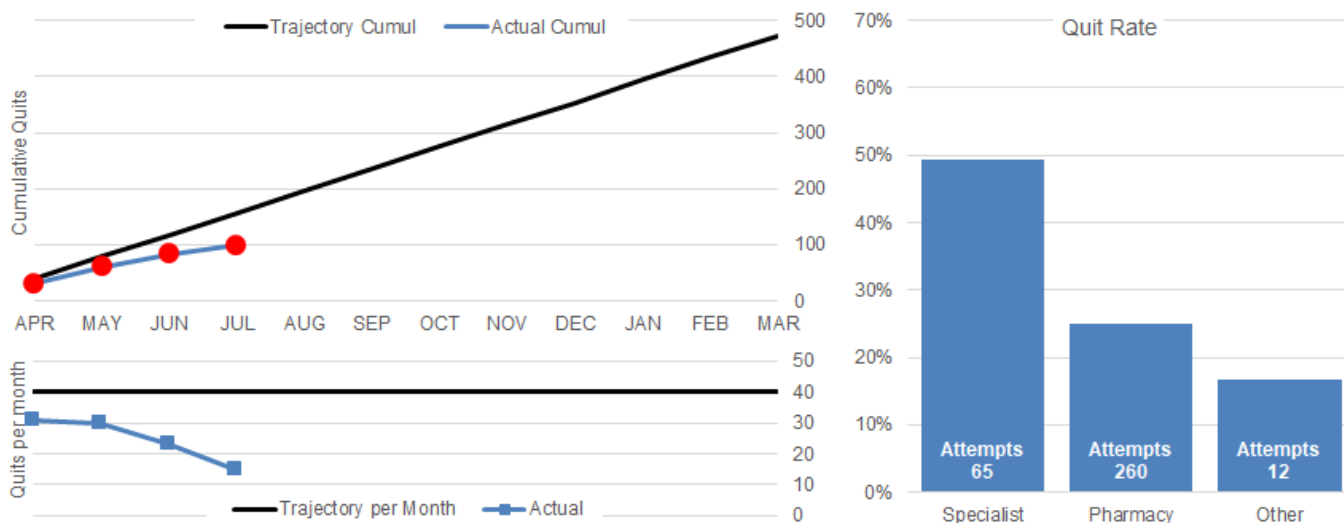 Trajectory Cumul
Actual Cumul
Cumulative Quits
500
400
300
200
100
0
APR MAY JUN JUL AUG SEP OCT NOV DEC JAN FEB MAR
Quits per month
50
40
30
20
10
0
Trajectory per Month
Actual
Quit Rate
70%
60%
50%
40%
30%
20%
10%
0%
Attempts
65
Attempts
260
Attempts
12
Specialist Pharmacy Other